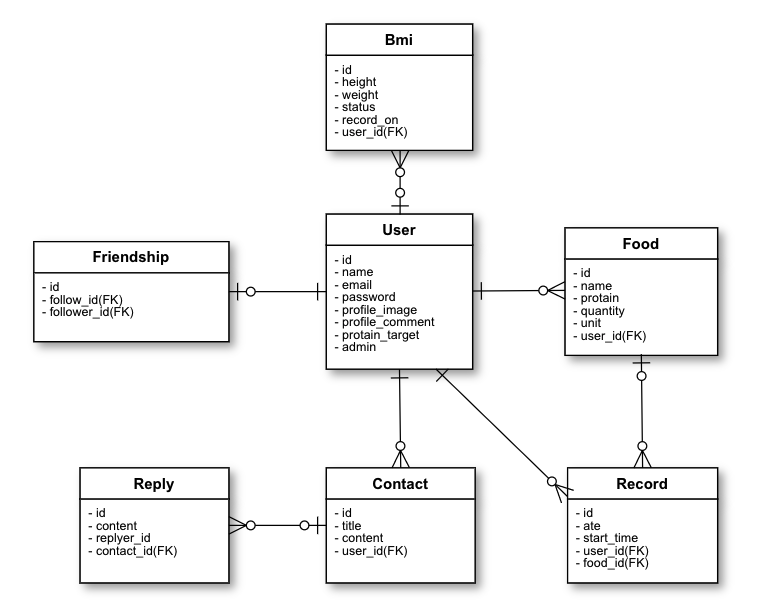 Bmi
- id
- height
- weight
- status
- record_on
- user_id(FK)
Friendship
- id
- follow_id(FK)
- follower_id(FK)
User
- id
- name
- email
- password
- profile_image
- profile_comment
- protain_target
- admin
Food
- id
- name
- protain
- quantity
- unit
- user_id(FK)
Reply
- id
- content
- replyer_id
- contact_id(FK)
Contact
- id
- title
- content
- user_id(FK)
Record
- id
- ate
- start_time
- user_id(FK)
- food_id(FK)